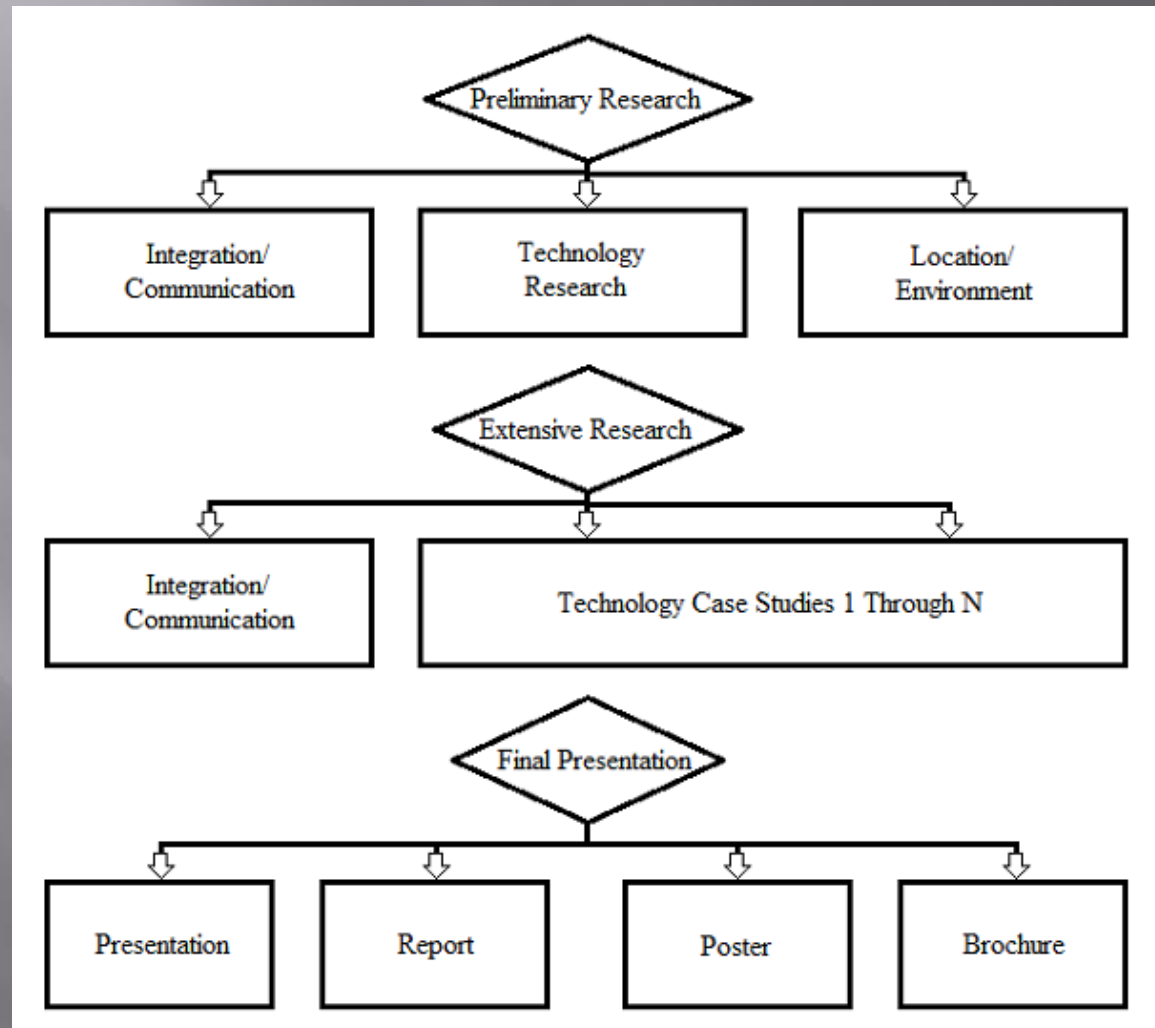 Preliminary Research
Integration/
Communication
Technology
Research
Location/
Environment
Extensive Research
Integration/
Communication
Technology Case Studies 1 Through N
Final Presentation
Presentation
Report
Poster
Brochure